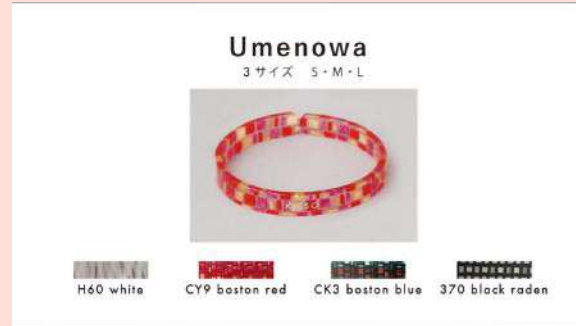 Umenowa
3 サイズ S・M・L
H60 white
CY9 boston red
CK3 boston blue
370 black raden